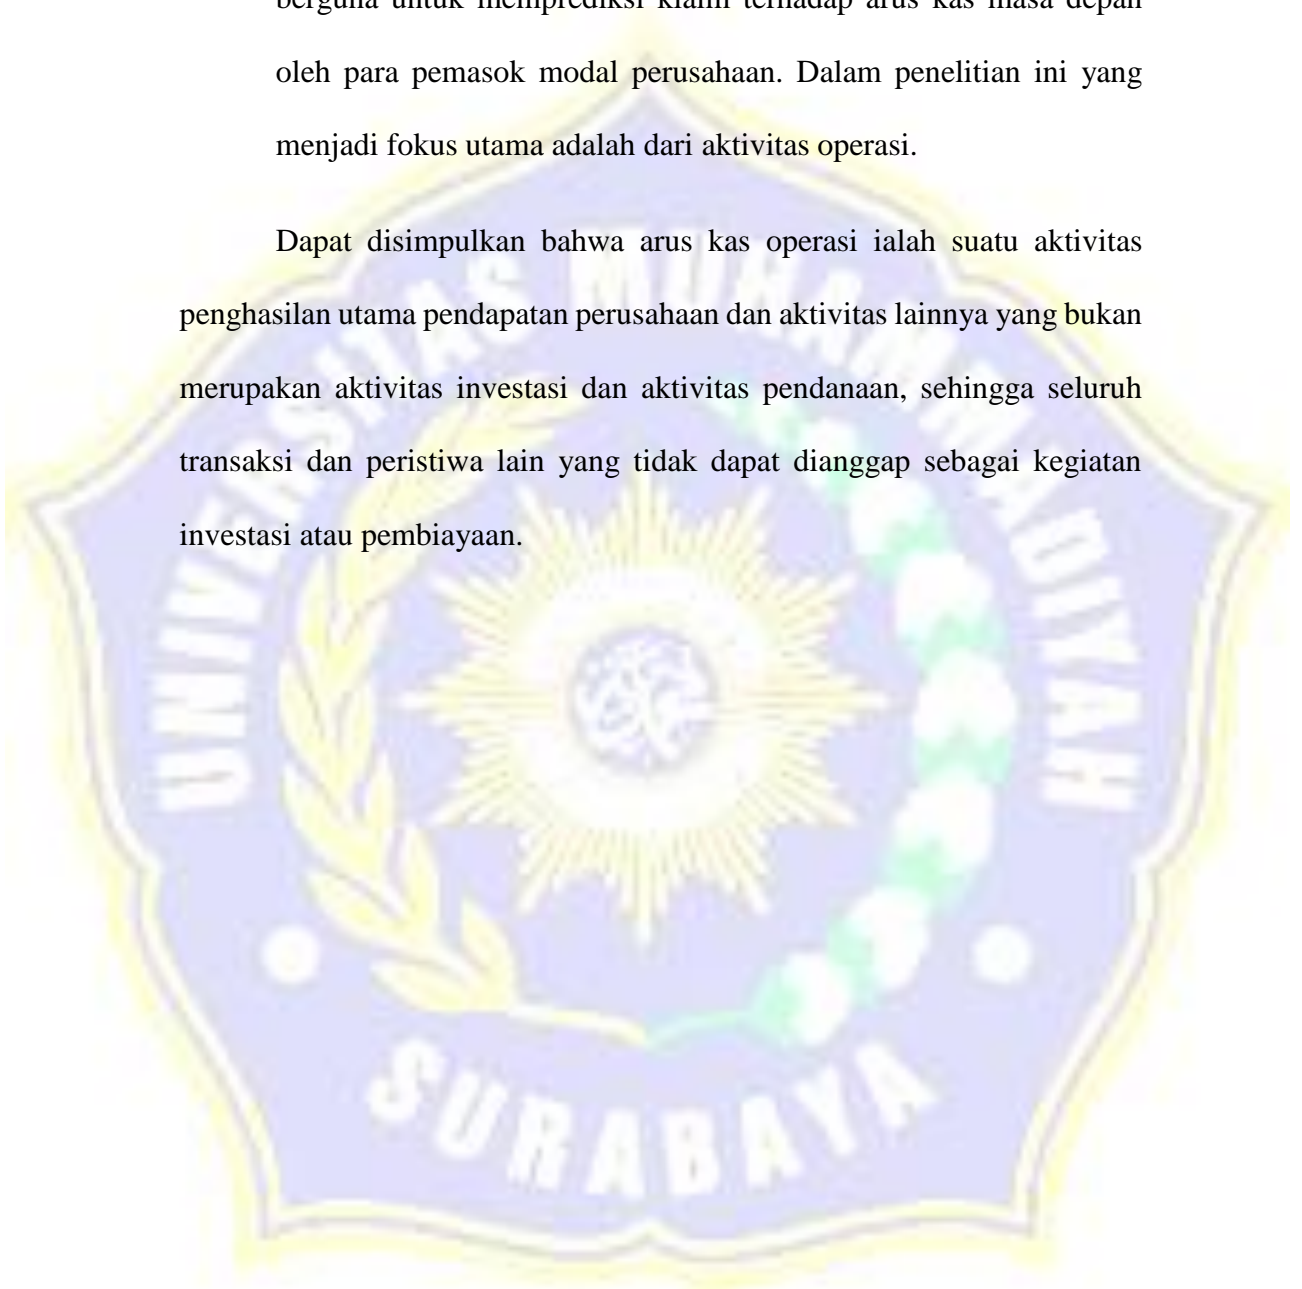 berguna untuk memprediksi klaim terhadap arus kas masa depan
oleh para pemasok modal perusahaan. Dalam penelitian ini yang
menjadi fokus utama adalah dari aktivitas operasi.
Dapat disimpulkan bahwa arus kas operasi ialah suatu aktivitas
penghasilan utama pendapatan perusahaan dan aktivitas lainnya yang bukan
merupakan aktivitas investasi dan aktivitas pendanaan, sehingga seluruh
transaksi dan peristiwa lain yang tidak dapat dianggap sebagai kegiatan
investasi atau pembiayaan.
UNIVERSITAS MUHAMMADIYAH
SURABAYA